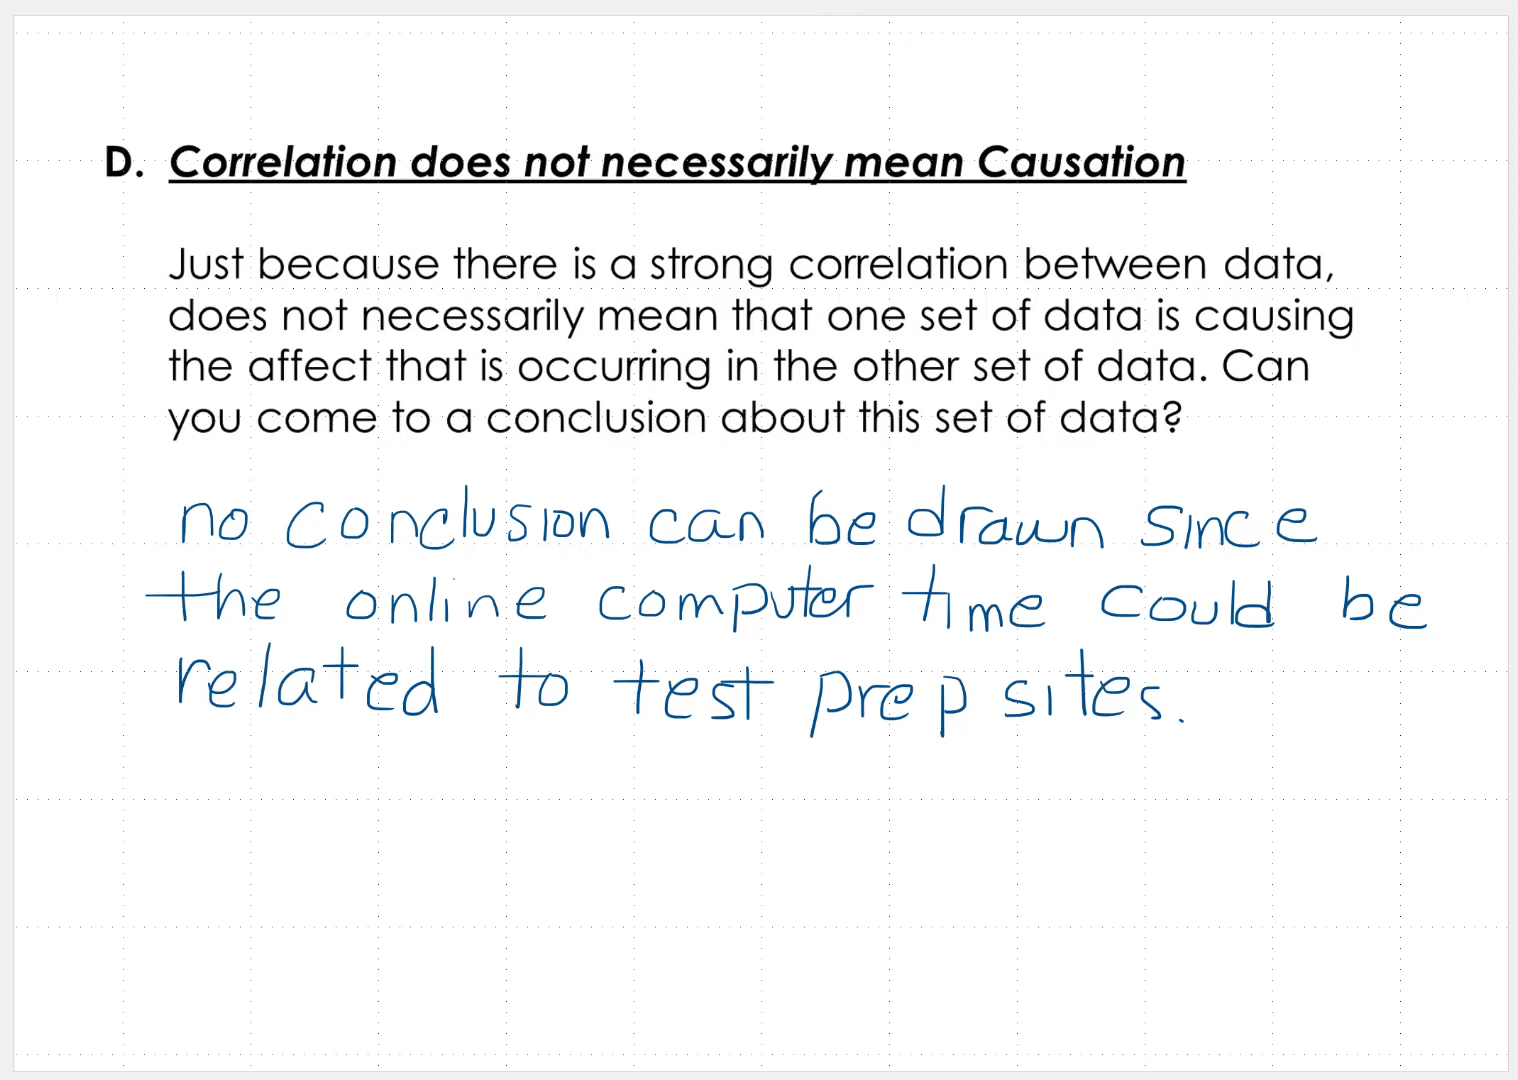 D. Correlation does not necessarily mean Causation
Just because there is a strong correlation between data,
does not necessarily mean that one set of data is causing
the affect that is occurring in the other set of data. Can
you come to a conclusion about this set of data?
no conclusion can be drawn since
the online computer time could be
related to test prep sites.